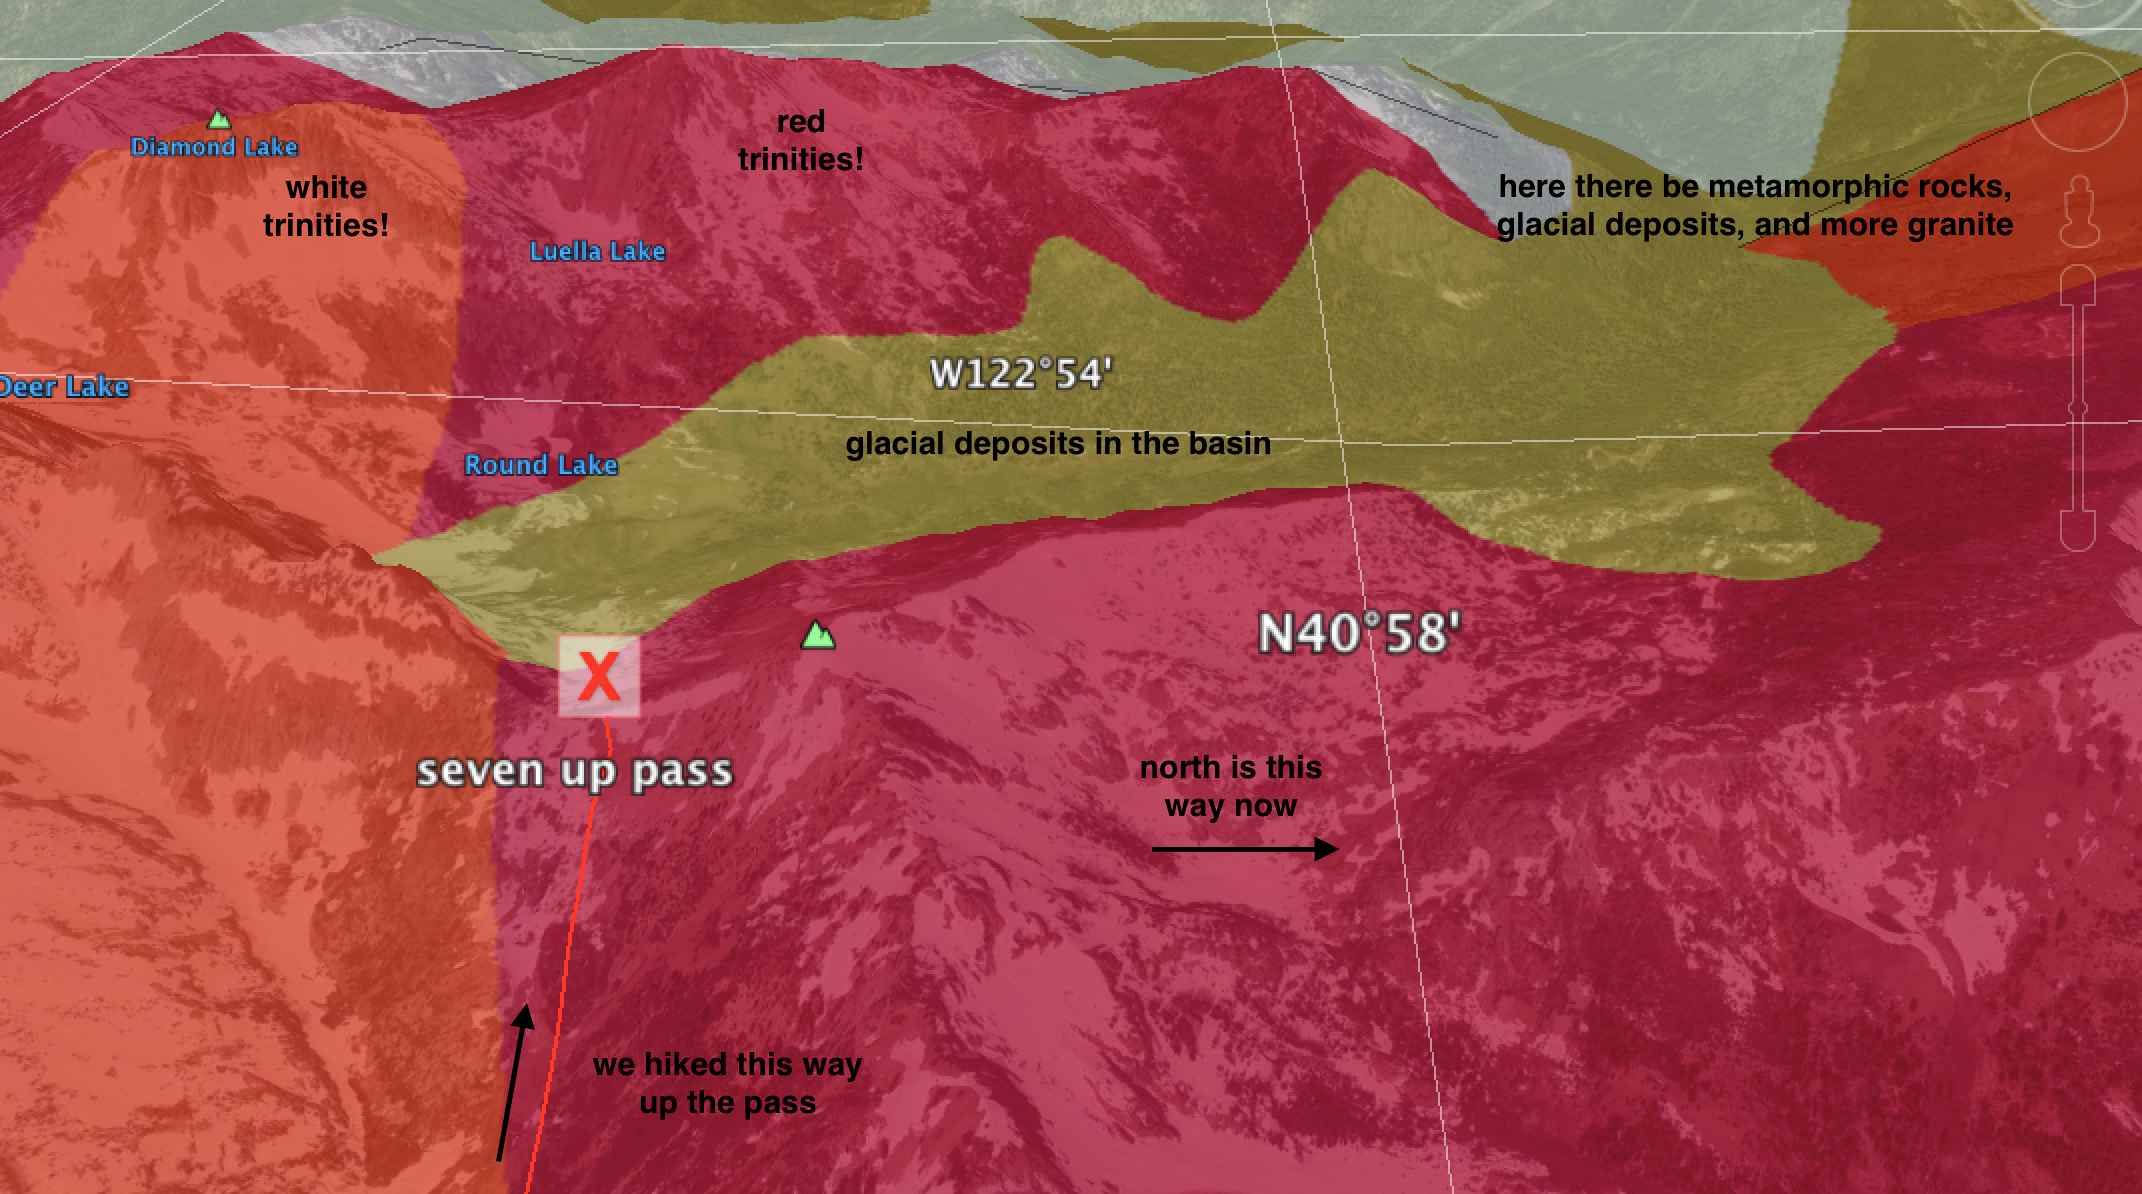 red
trinities!
Diamond Lake
white
trinities!
here there be metamorphic rocks,
glacial deposits, and more granite
Luella Lake
Deer Lake
W122°54'
glacial deposits in the basin
Round Lake
N40°58'
X
seven up pass
north is this
way now
we hiked this way
up the pass